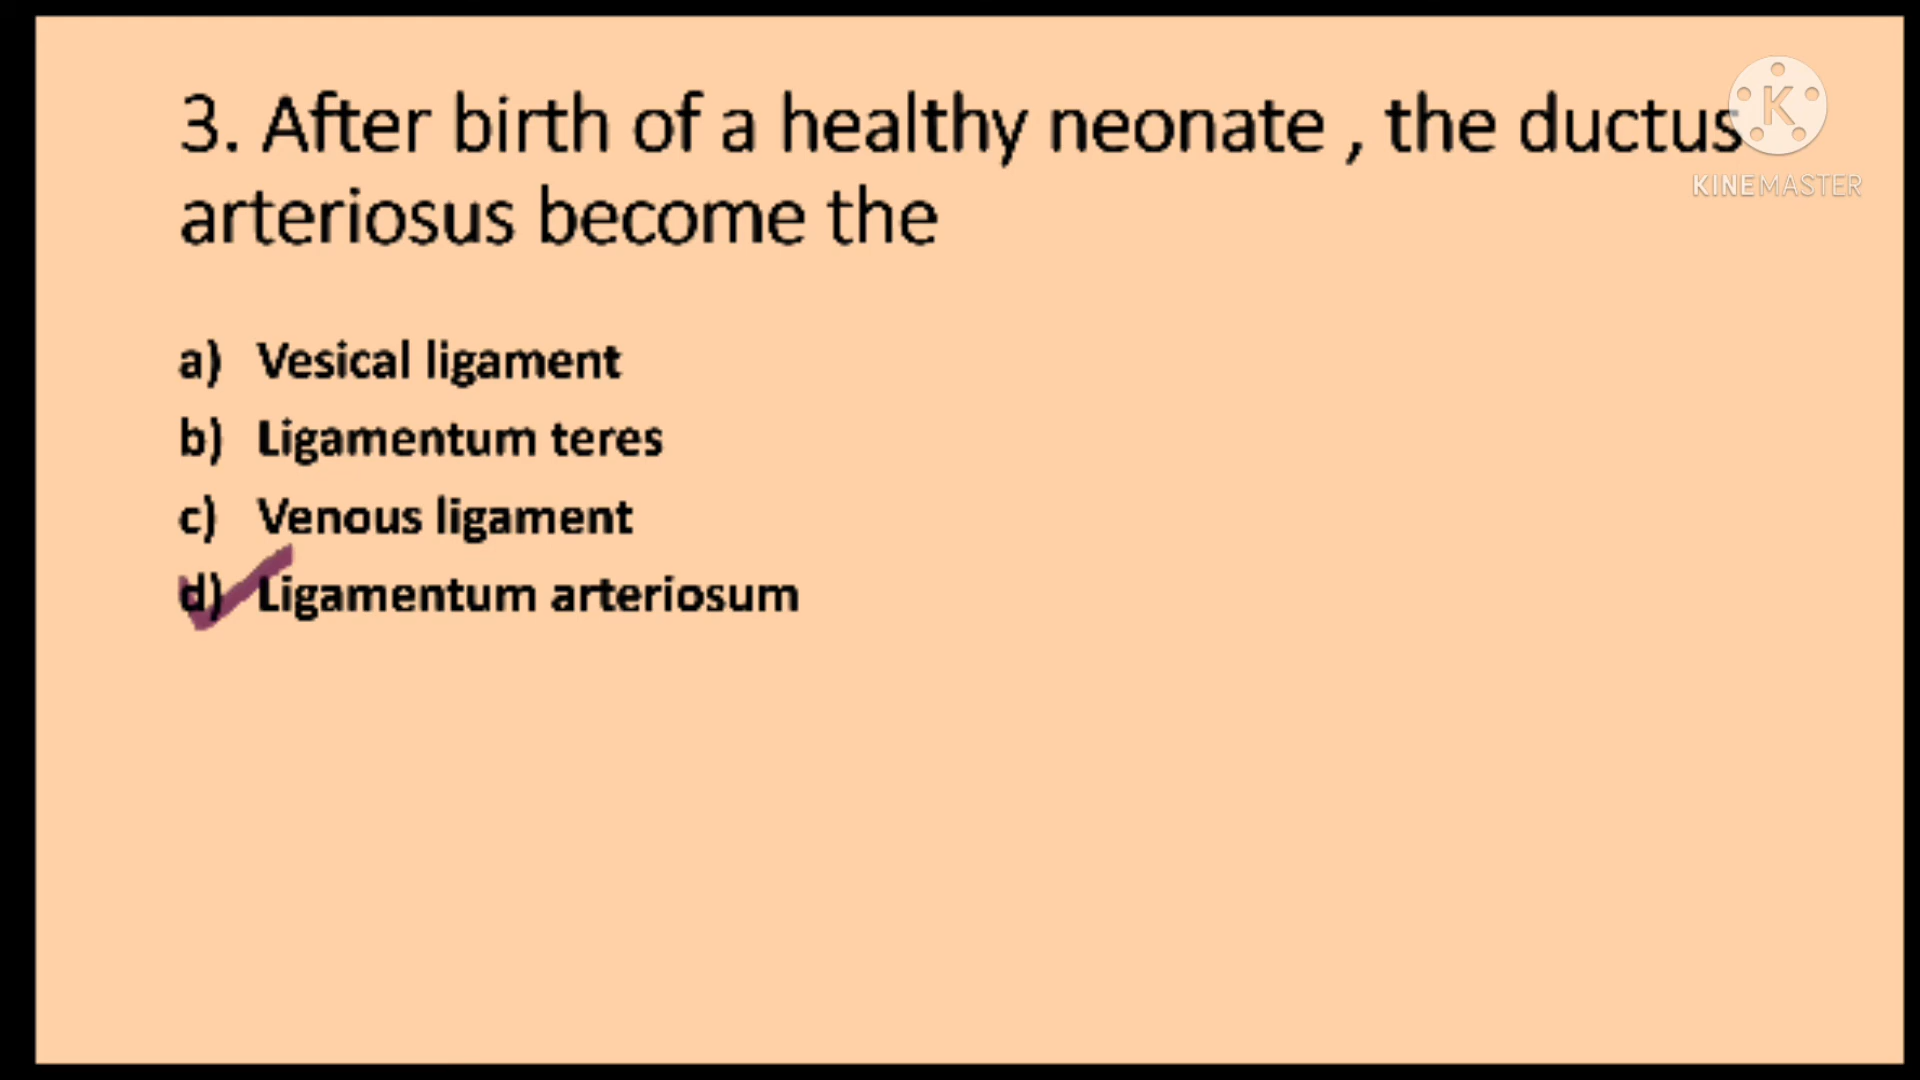 3. After birth of a healthy neonate , the ductus
arteriosus become the
K
KINEMASTER
a) Vesical ligament
b) Ligamentum teres
c) Venous ligament
d) Ligamentum arteriosum